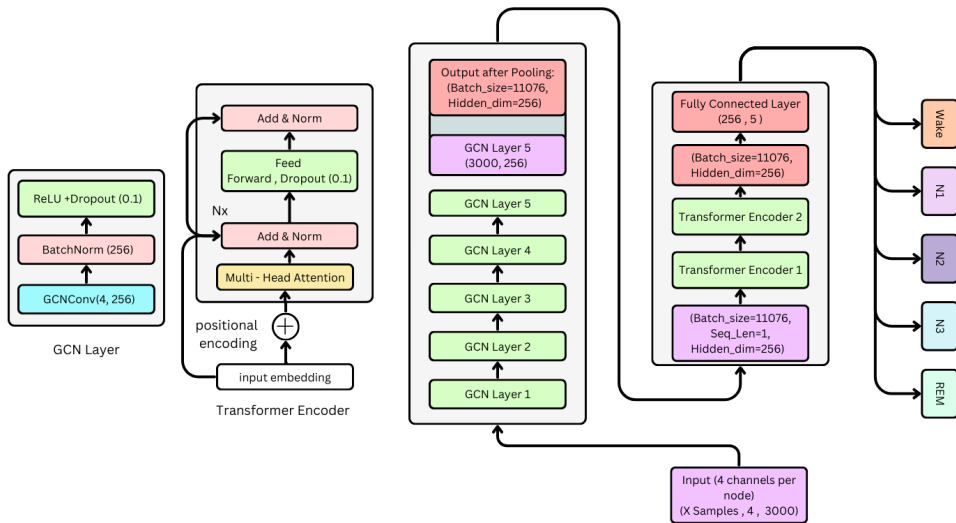 ReLU +Dropout (0.1)
BatchNorm (256)
GCNConv(4, 256)
GCN Layer
Add & Norm
Feed
Forward , Dropout (0.1)
Nx
Add & Norm
Multi - Head Attention
positional
encoding
input embedding
Transformer Encoder
Output after Pooling:
(Batch_size=11076,
Hidden_dim=256)
GCN Layer 5
(3000, 256)
GCN Layer 5
GCN Layer 4
GCN Layer 3
GCN Layer 2
GCN Layer 1
Input (4 channels per
node)
(X Samples , 4 , 3000)
Fully Connected Layer
(256 , 5 )
(Batch_size=11076,
Hidden_dim=256)
Transformer Encoder 2
Transformer Encoder 1
(Batch_size=11076,
Seq_Len=1,
Hidden_dim=256)
Wake
N1
N2
N3
REM